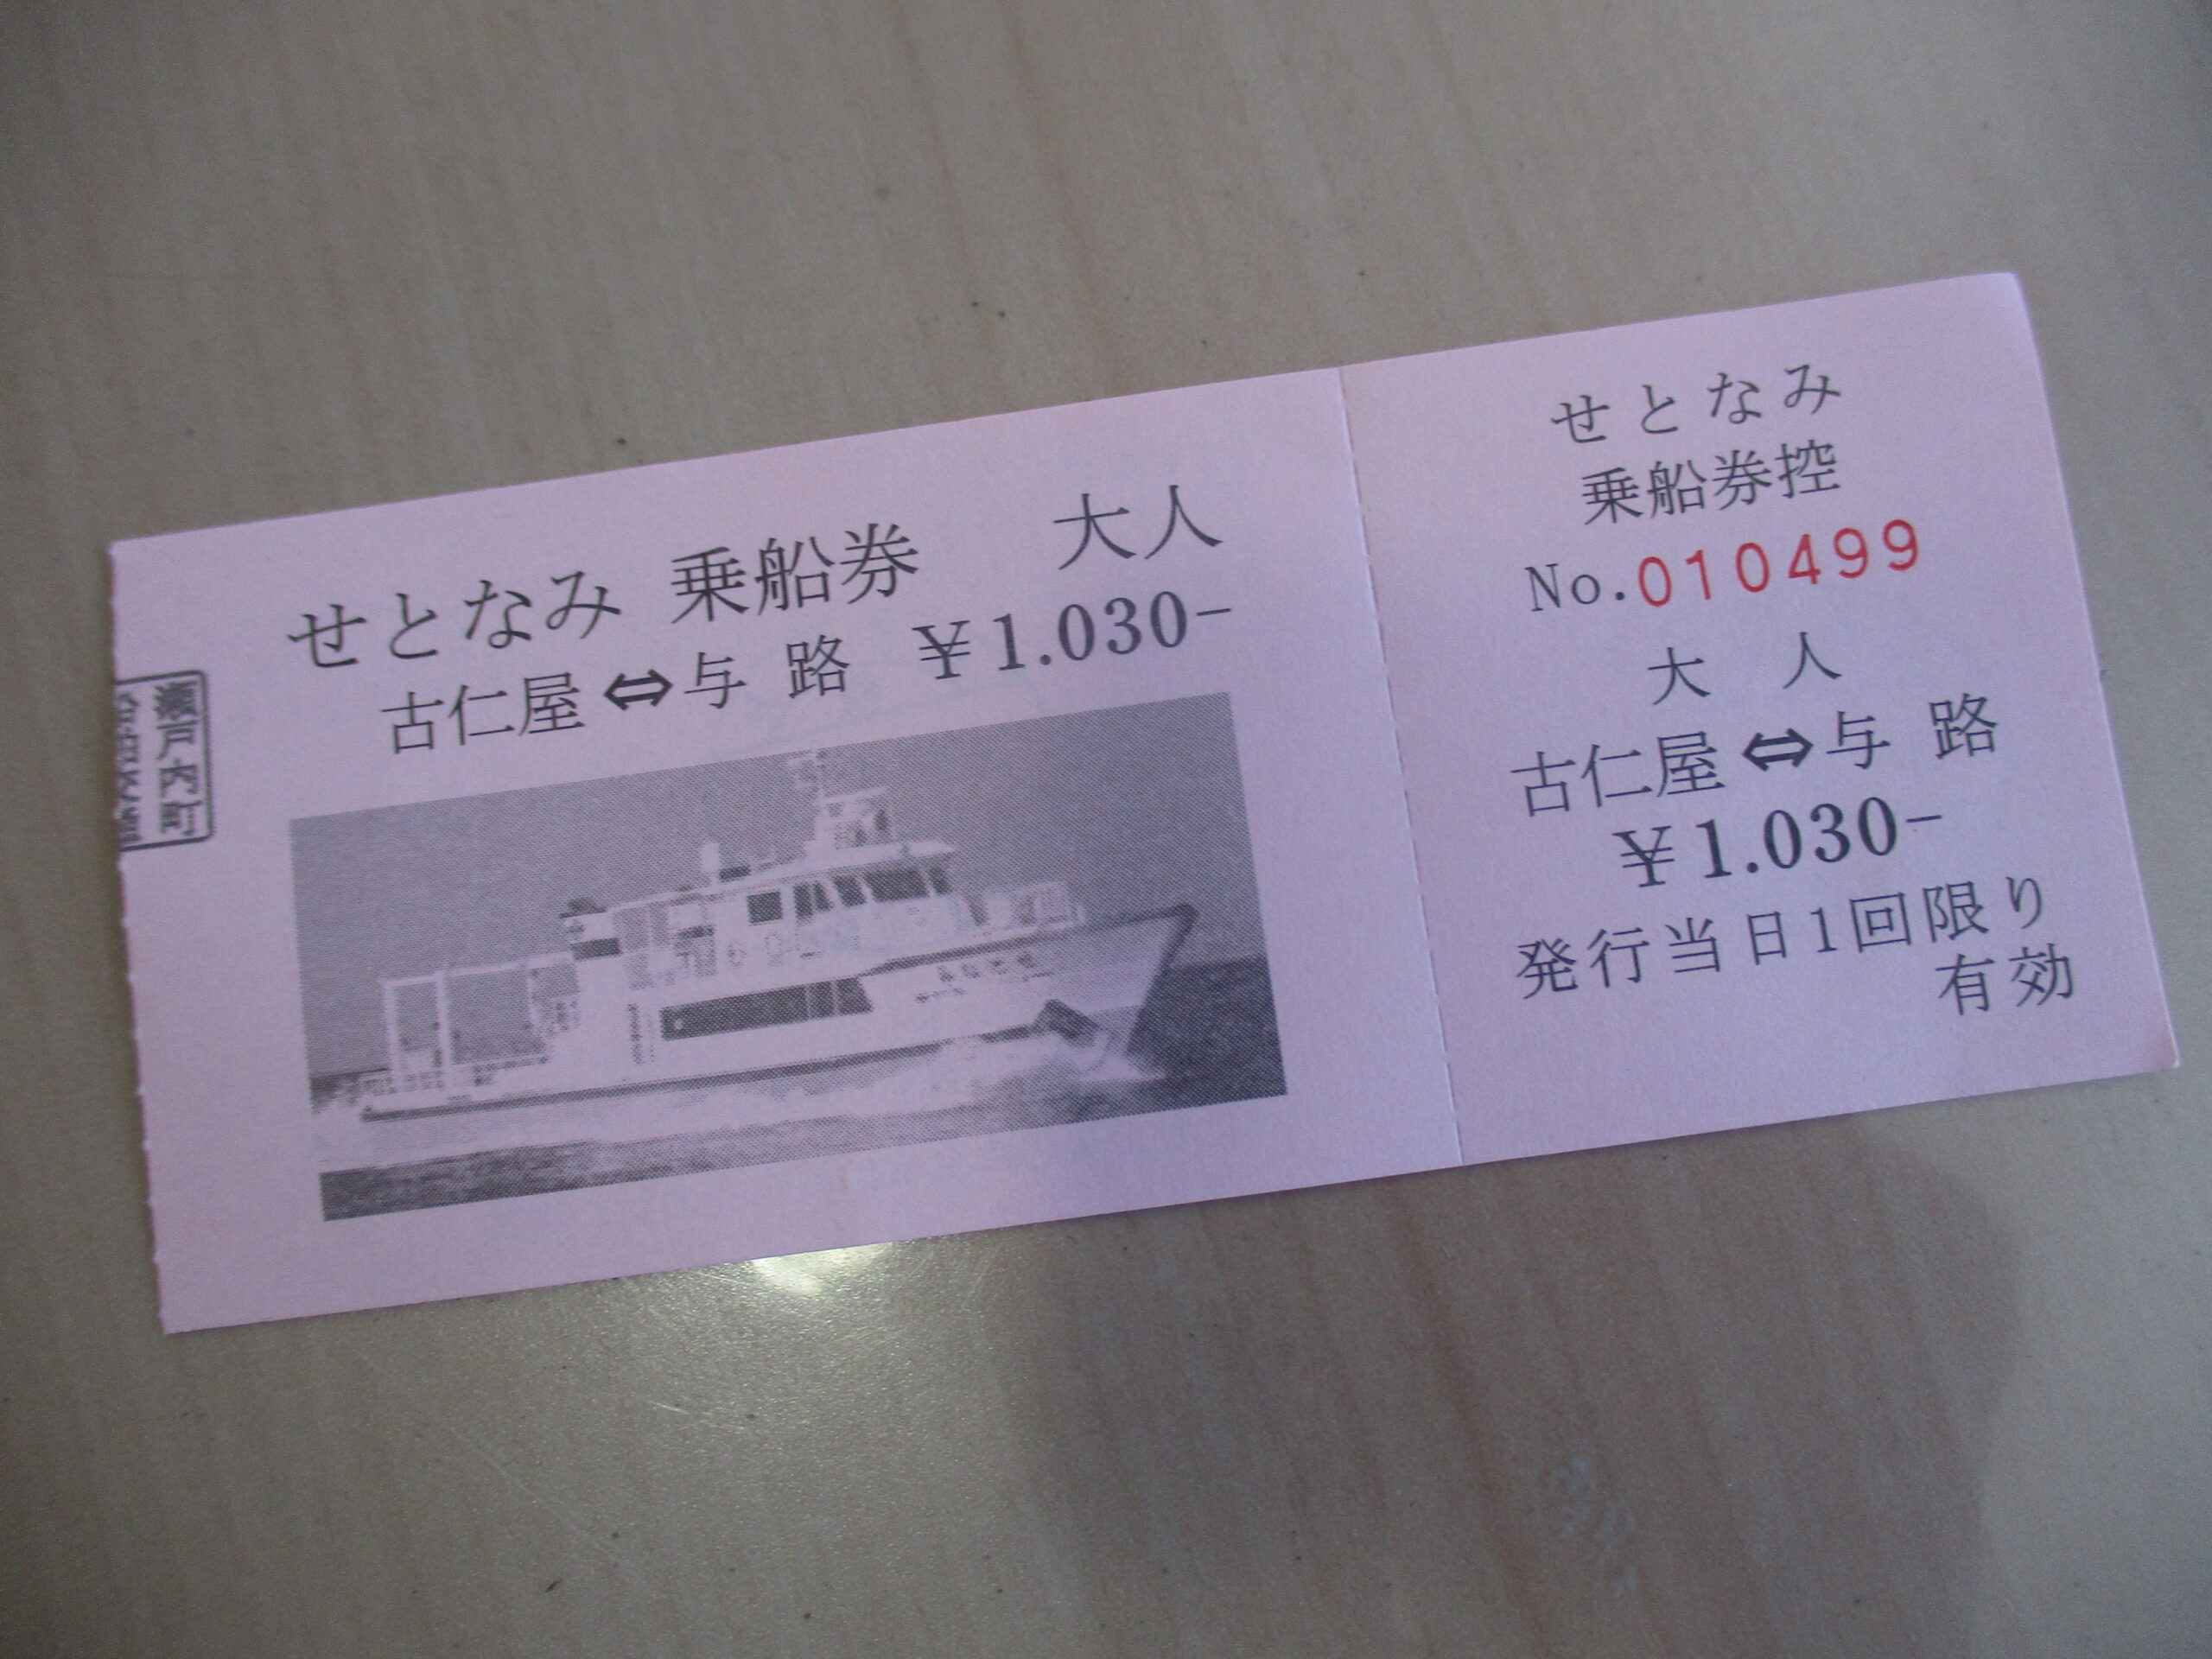 せとなみ 乗船券 大人
古仁屋⇔与 路 ¥1.030-
瀬戸内町
せとなみ
乗船券控
No.010499
大 人
古仁屋⇔与 路
¥1.030-
発行当日1回限り
有効